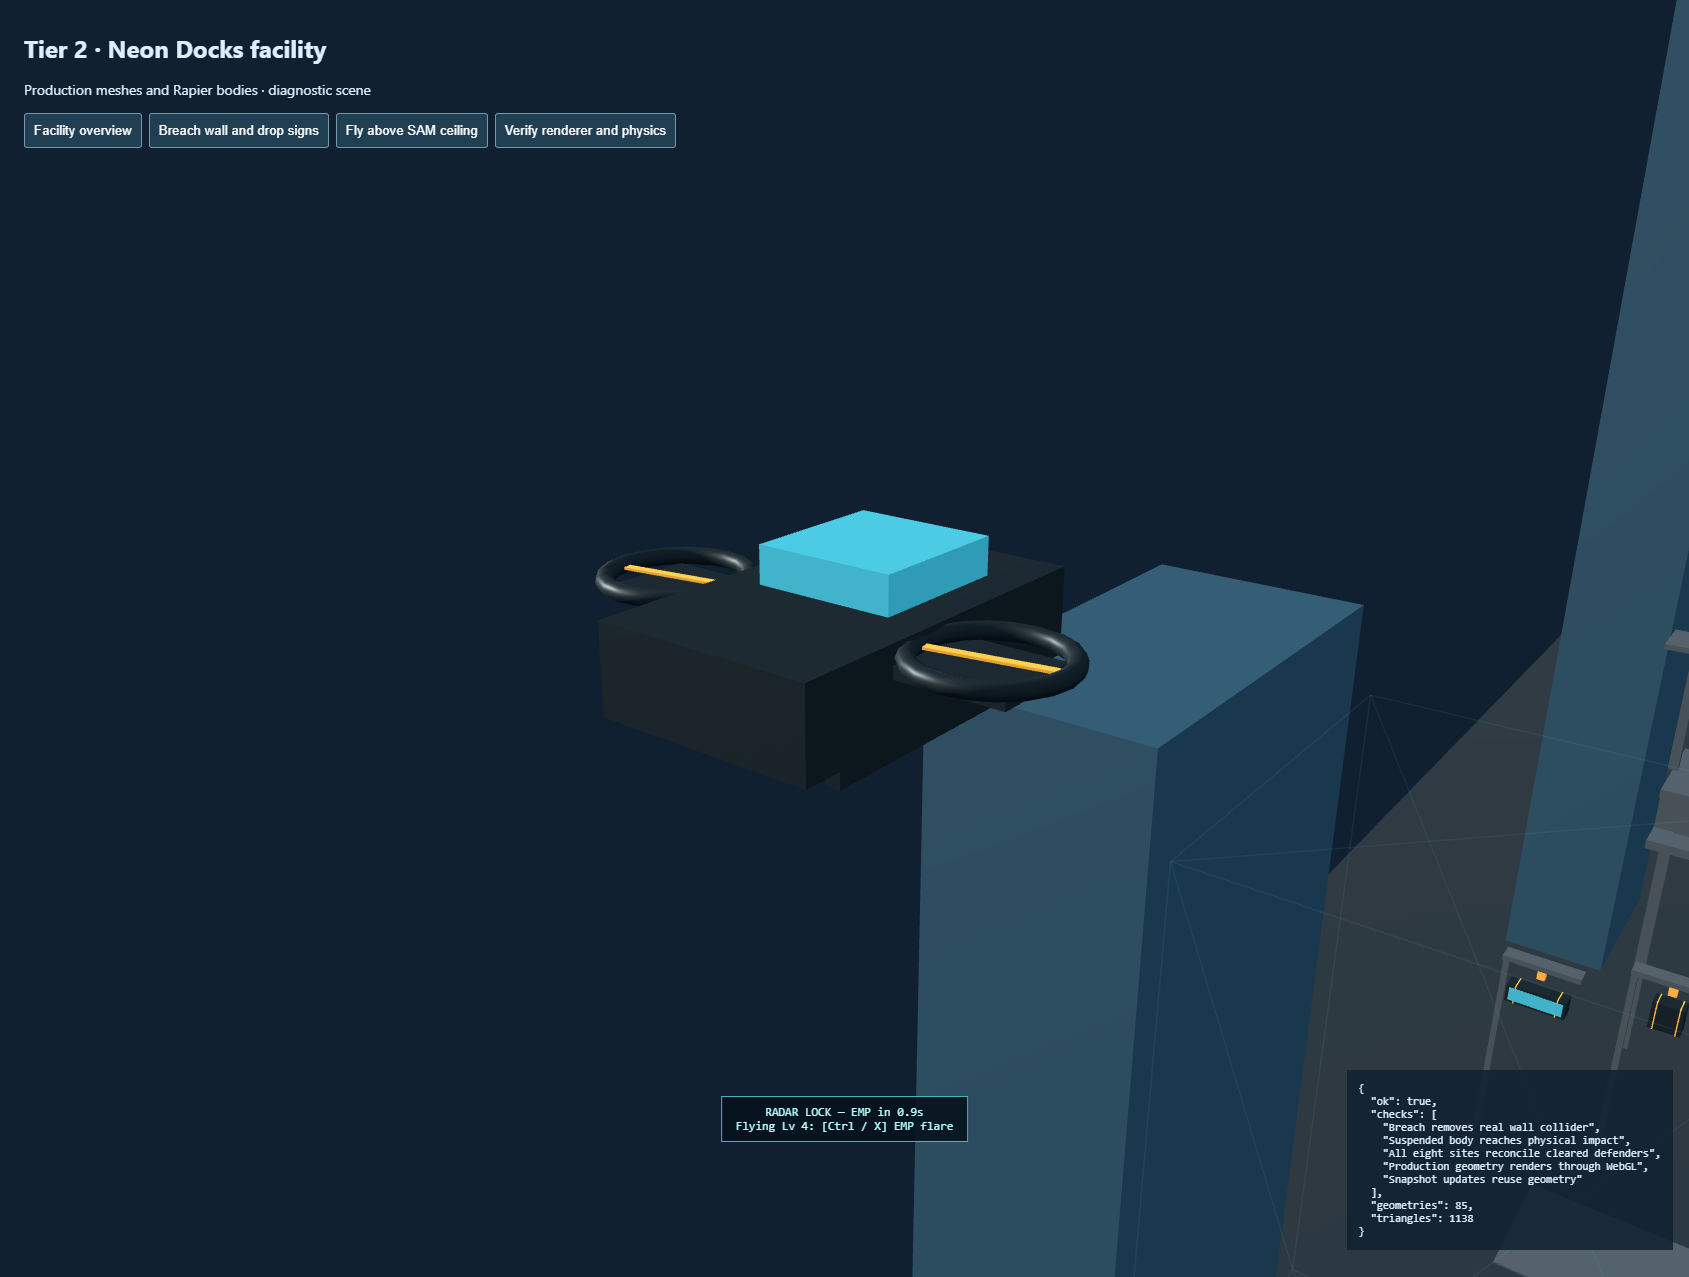 Tier 2 · Neon Docks facility
Production meshes and Rapier bodies · diagnostic scene
Facility overview
Breach wall and drop signs
Fly above SAM ceiling
Verify renderer and physics
RADAR LOCK — EMP in 0.9s
Flying Lv 4: [Ctrl / X] EMP flare
{
  "ok": true,
  "checks": [
    "Breach removes real wall collider",
    "Suspended body reaches physical impact",
    "All eight sites reconcile cleared defenders",
    "Production geometry renders through WebGL",
    "Snapshot updates reuse geometry"
  ],
  "geometries": 85,
  "triangles": 1138
}